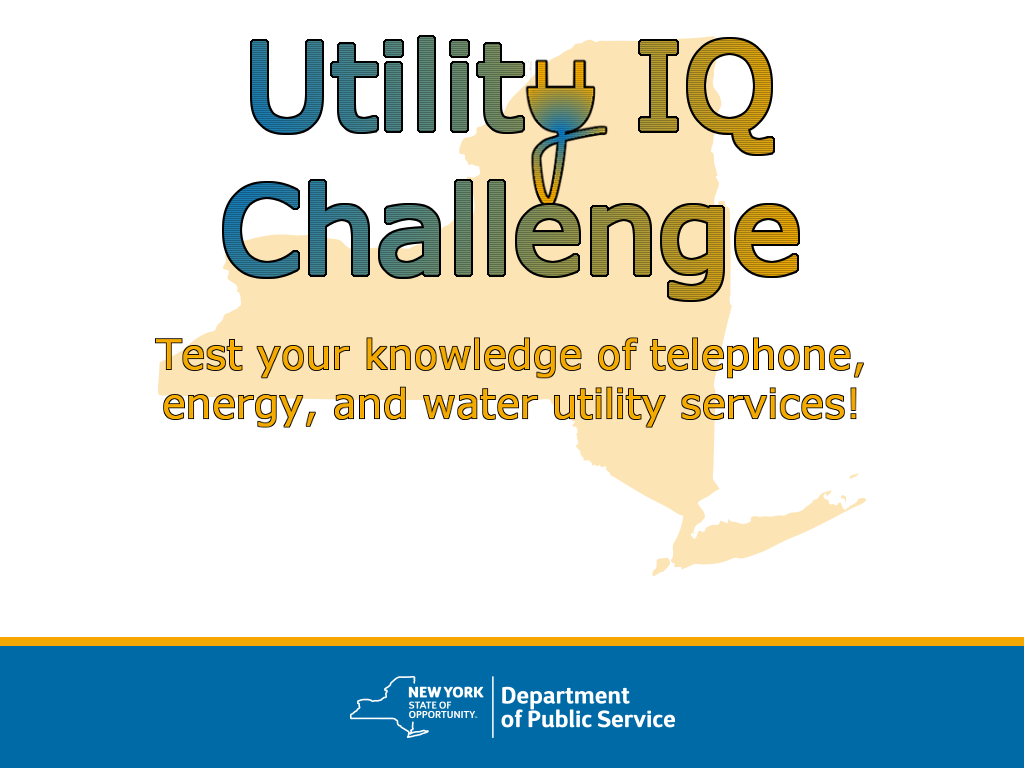 Utility IQ
Challenge
Test your knowledge of telephone,
energy, and water utility services!
NEW YORK
STATE OF
OPPORTUNITY.
Department
of Public Service